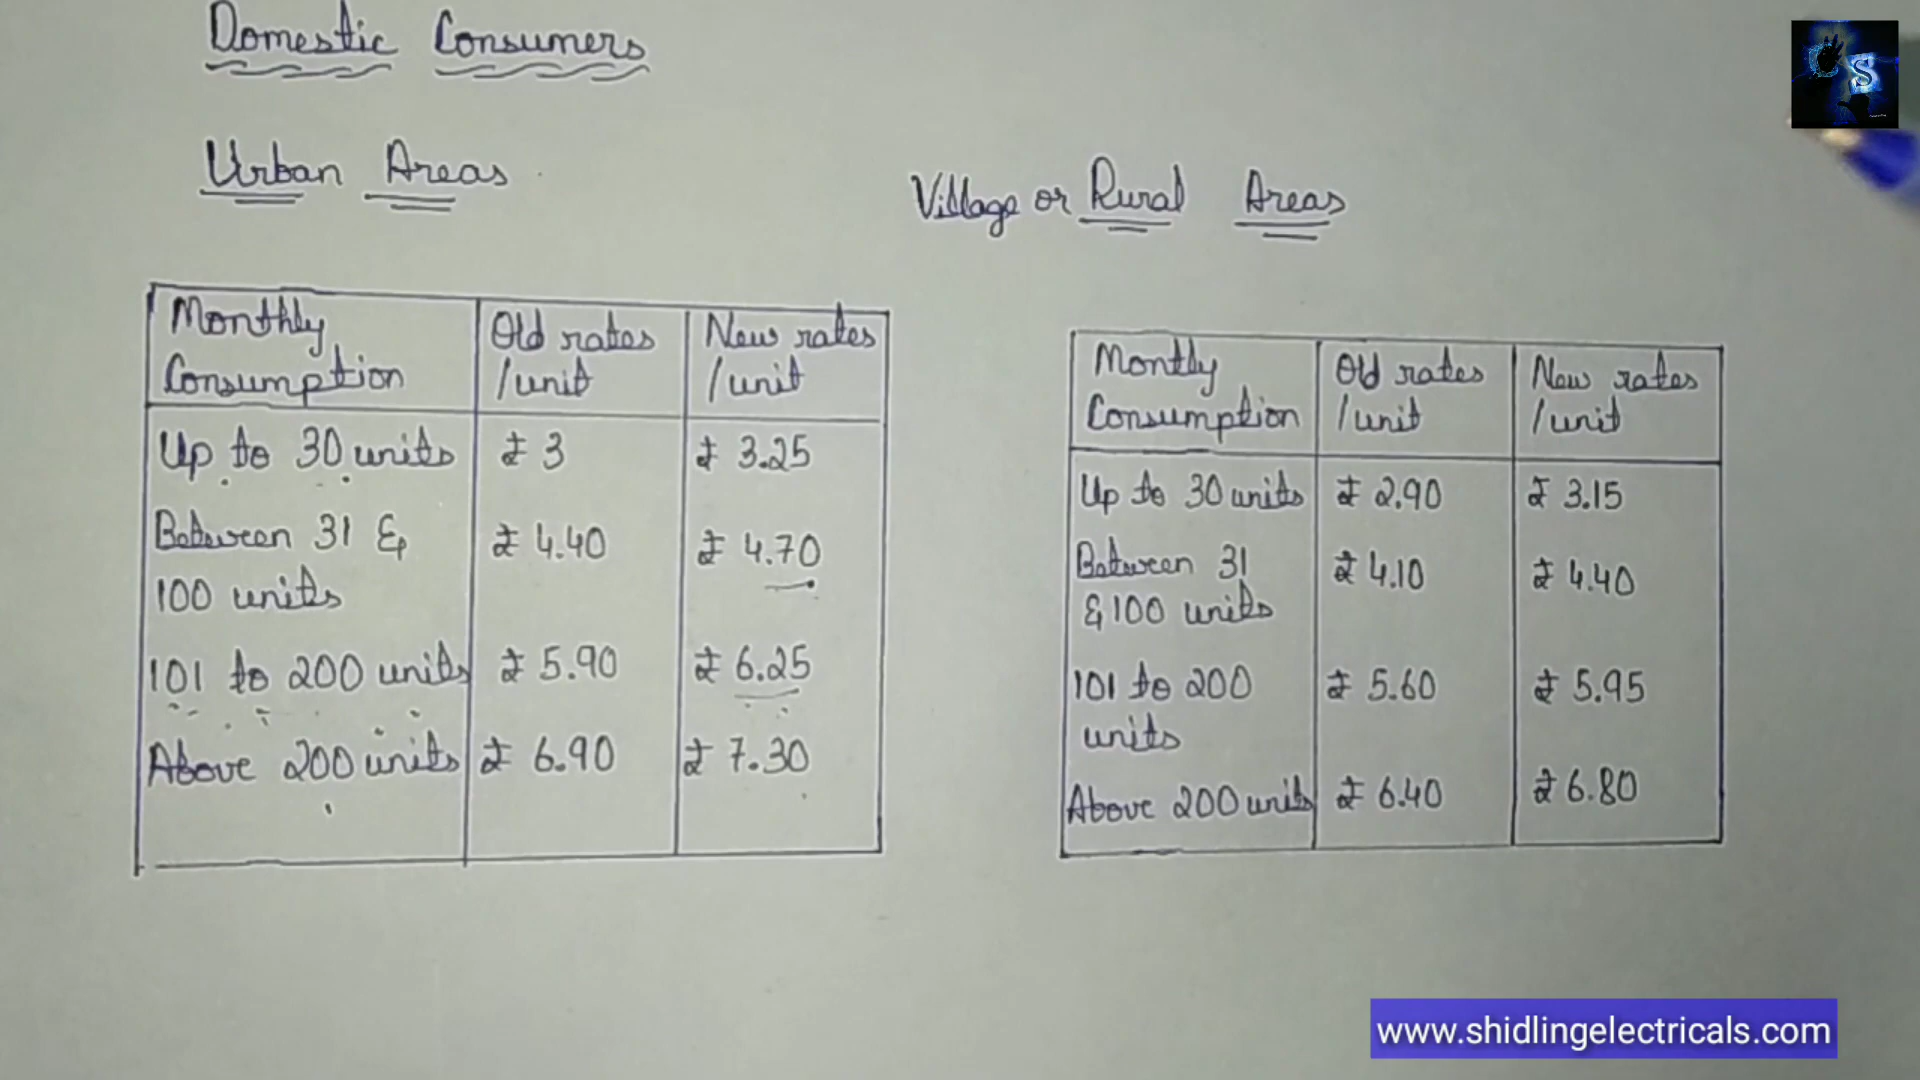 Domestic Consumers
Urban Areas
Monthly Consumption | Old rates /unit | New rates /unit
Up to 30 units | ₹ 3 | ₹ 3.25
Between 31 & 100 units | ₹ 4.40 | ₹ 4.70
101 to 200 units | ₹ 5.90 | ₹ 6.25
Above 200 units | ₹ 6.90 | ₹ 7.30
Village or Rural Areas
Montly Consumption | Old rates /unit | New rates /unit
Up to 30 units | ₹ 2.90 | ₹ 3.15
Between 31 & 100 units | ₹ 4.10 | ₹ 4.40
101 to 200 units | ₹ 5.60 | ₹ 5.95
Above 200 units | ₹ 6.40 | ₹ 6.80
S
www.shidlingelectricals.com